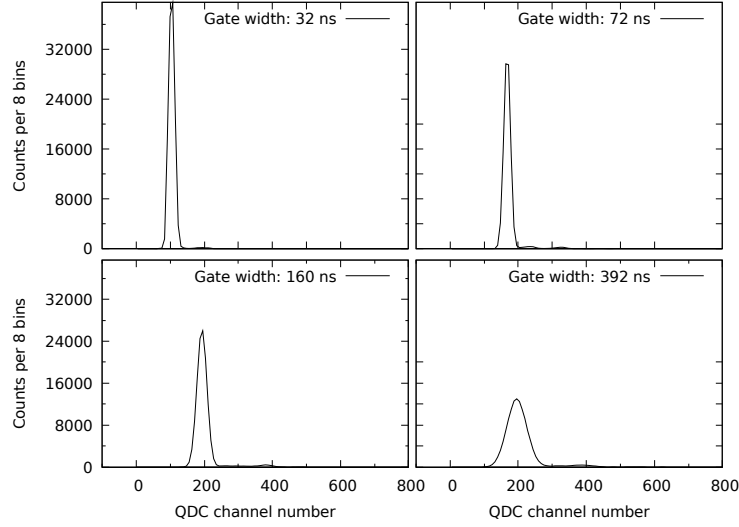 Gate width: 32 ns
Gate width: 72 ns
Counts per 8 bins
32000
24000
16000
8000
0
Gate width: 160 ns
Gate width: 392 ns
Counts per 8 bins
32000
24000
16000
8000
0
0 200 400 600 800
0 200 400 600 800
QDC channel number
QDC channel number